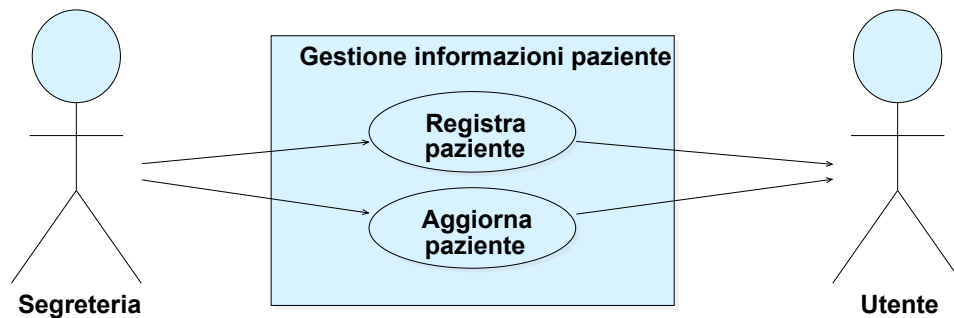 Gestione informazioni paziente
Registra
paziente
Aggiorna
paziente
Segreteria
Utente